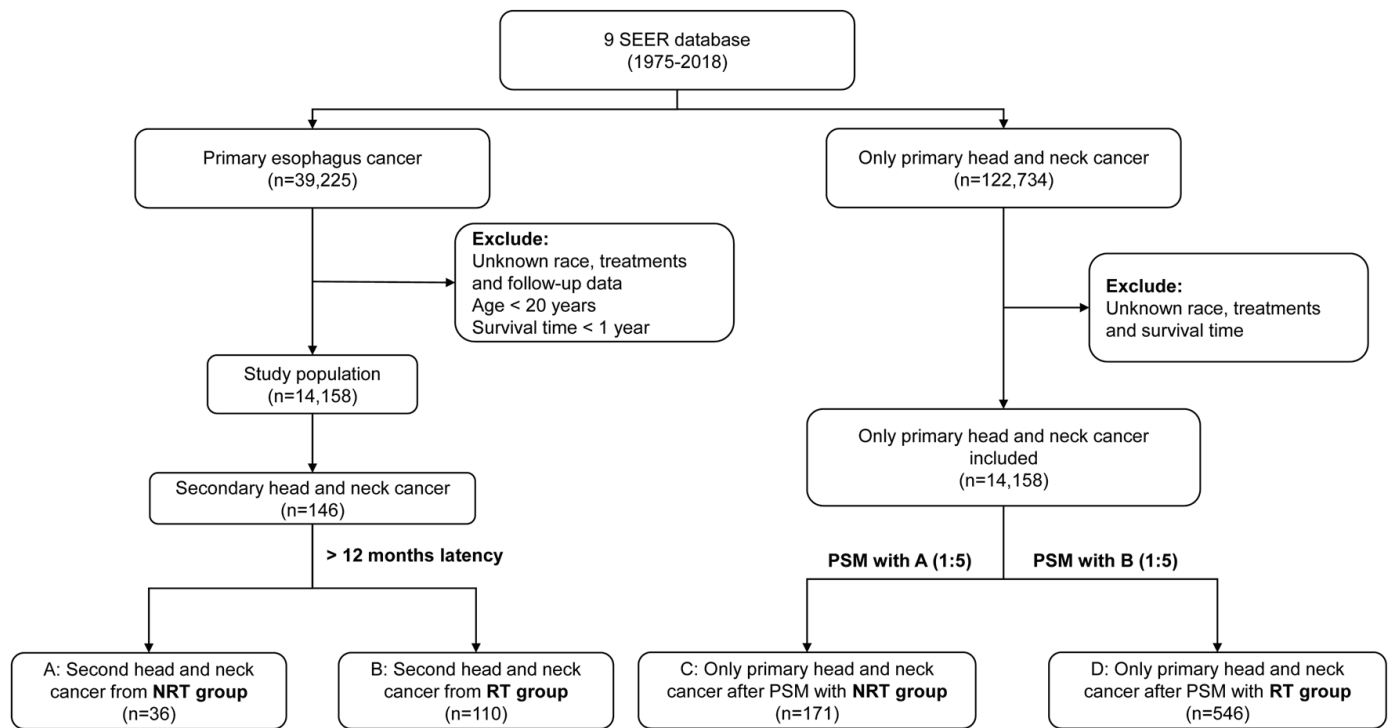 9 SEER database
(1975-2018)
Primary esophagus cancer
(n=39,225)
Only primary head and neck cancer
(n=122,734)
Exclude:
Unknown race, treatments
and follow-up data
Age < 20 years
Survival time < 1 year
Exclude:
Unknown race, treatments
and survival time
Study population
(n=14,158)
Only primary head and neck cancer
included
(n=14,158)
Secondary head and neck cancer
(n=146)
> 12 months latency
PSM with A (1:5)
PSM with B (1:5)
A: Second head and neck
cancer from NRT group
(n=36)
B: Second head and neck
cancer from RT group
(n=110)
C: Only primary head and neck
cancer after PSM with NRT group
(n=171)
D: Only primary head and neck
cancer after PSM with RT group
(n=546)